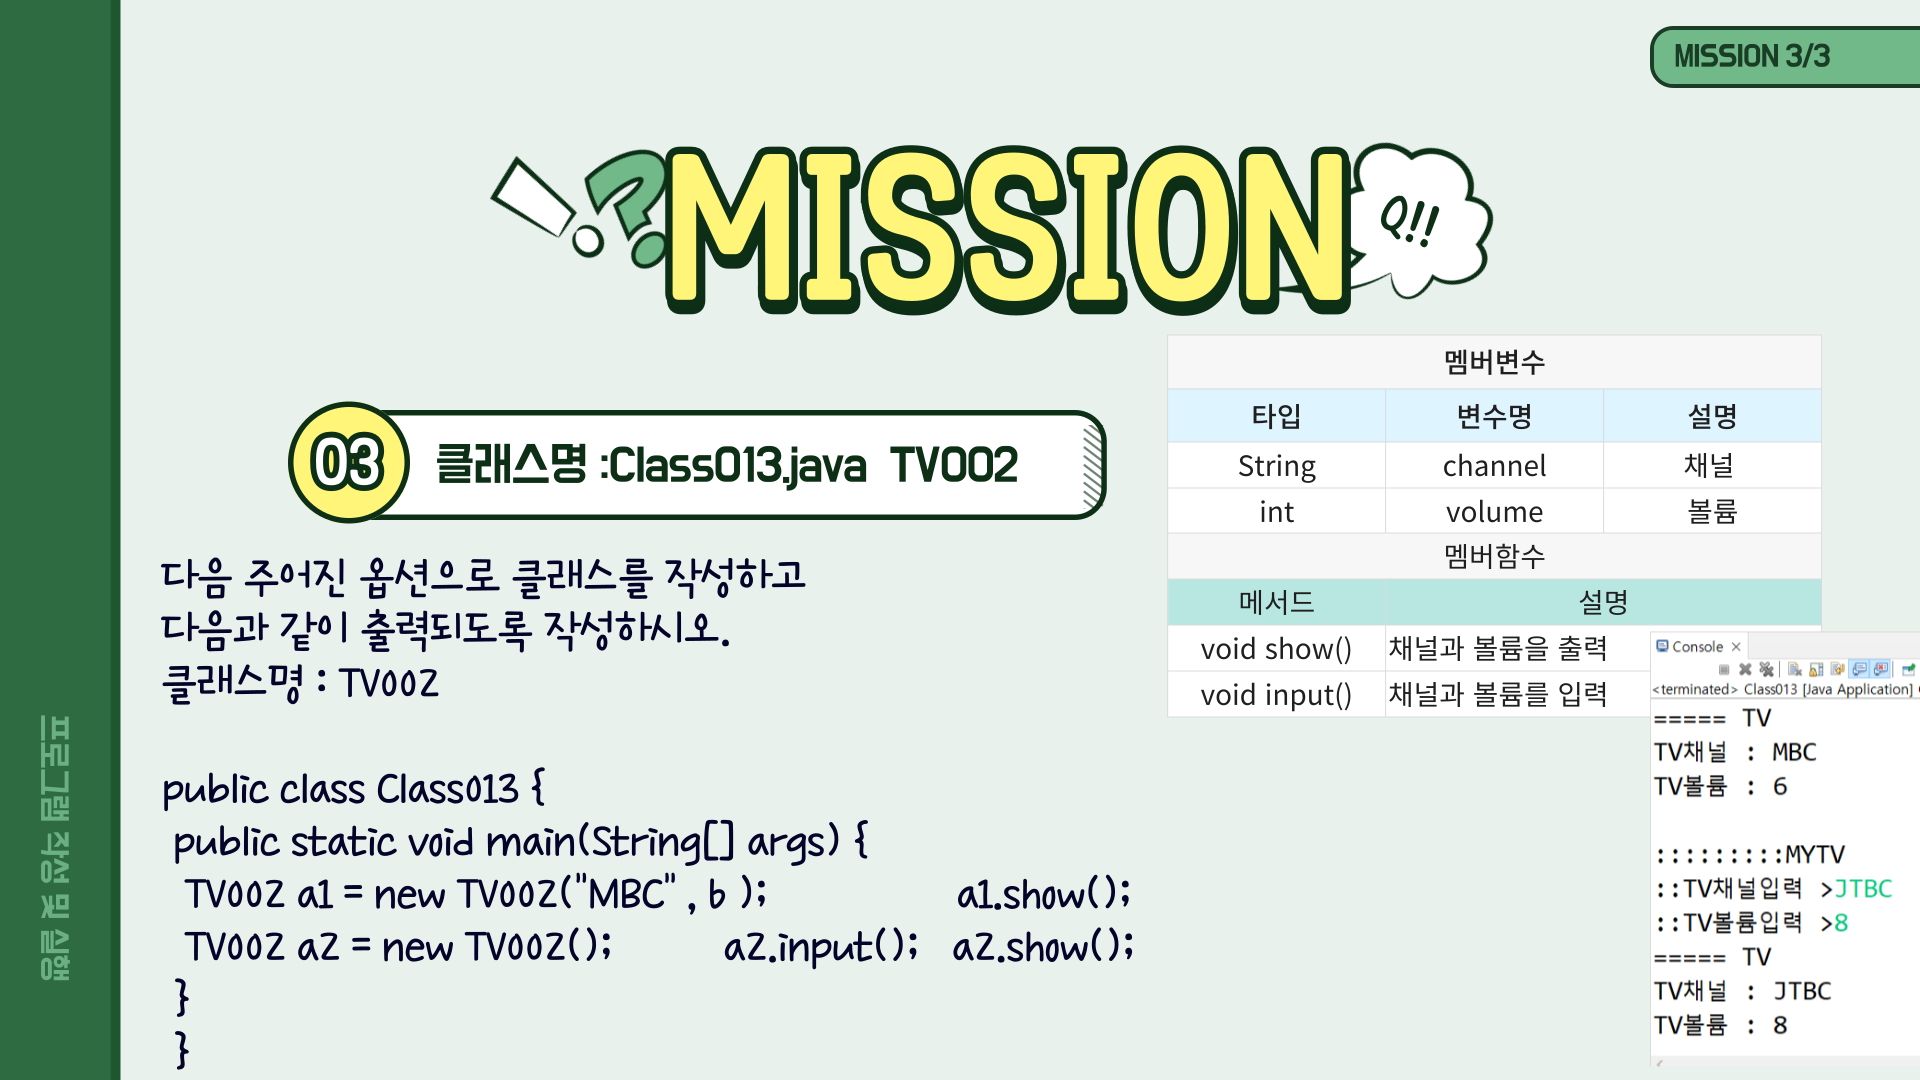 MISSION 3/3
MISSION
Q!!
03
클래스명 :Class013.java TV002
다음 주어진 옵션으로 클래스를 작성하고
다음과 같이 출력되도록 작성하시오.
클래스명 : TV002
public class Class013 {
public static void main(String[] args) {
TV002 a1 = new TV002("MBC" , 6 ); a1.show();
TV002 a2 = new TV002(); a2.input(); a2.show();
}
}
멤버변수
타입 변수명 설명
String channel 채널
int volume 볼륨
멤버함수
메서드 설명
void show() 채널과 볼륨을 출력
void input() 채널과 볼륨를 입력
Console
<terminated> Class013 [Java Application]
===== TV
TV채널 : MBC
TV볼륨 : 6
:::::::::MYTV
::TV채널입력 >JTBC
::TV볼륨입력 >8
===== TV
TV채널 : JTBC
TV볼륨 : 8
프로그램 작성 및 실행